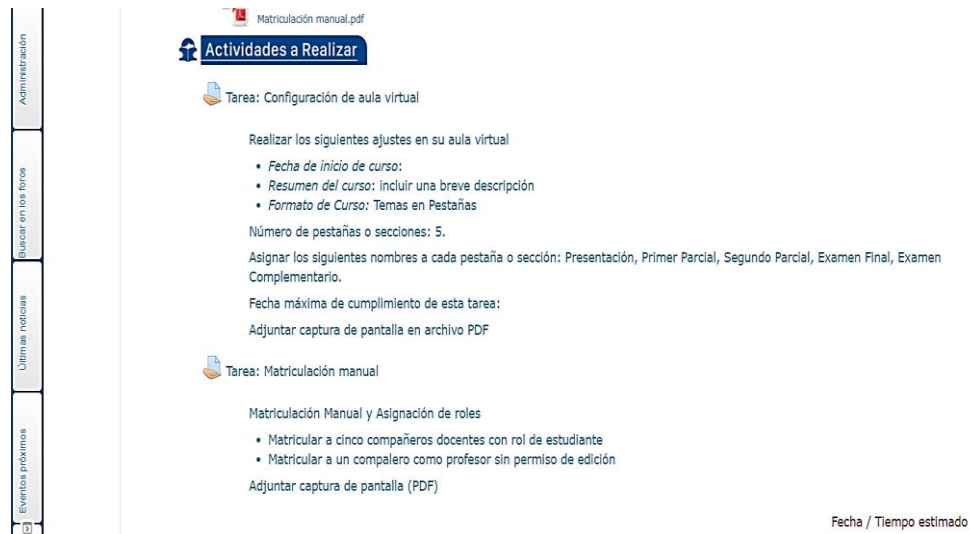 Matriculación manual.pdf
Actividades a Realizar
Tarea: Configuración de aula virtual
Realizar los siguientes ajustes en su aula virtual
• Fecha de inicio de curso:
• Resumen del curso: incluir una breve descripción
• Formato de Curso: Temas en Pestañas
Número de pestañas o secciones: 5.
Asignar los siguientes nombres a cada pestaña o sección: Presentación, Primer Parcial, Segundo Parcial, Examen Final, Examen
Complementario.
Fecha máxima de cumplimiento de esta tarea:
Adjuntar captura de pantalla en archivo PDF
Tarea: Matriculación manual
Matriculación Manual y Asignación de roles
• Matricular a cinco compañeros docentes con rol de estudiante
• Matricular a un compalero como profesor sin permiso de edición
Adjuntar captura de pantalla (PDF)
Fecha / Tiempo estimado
Administración
Buscar en los foros
Últimas noticias
Eventos próximos